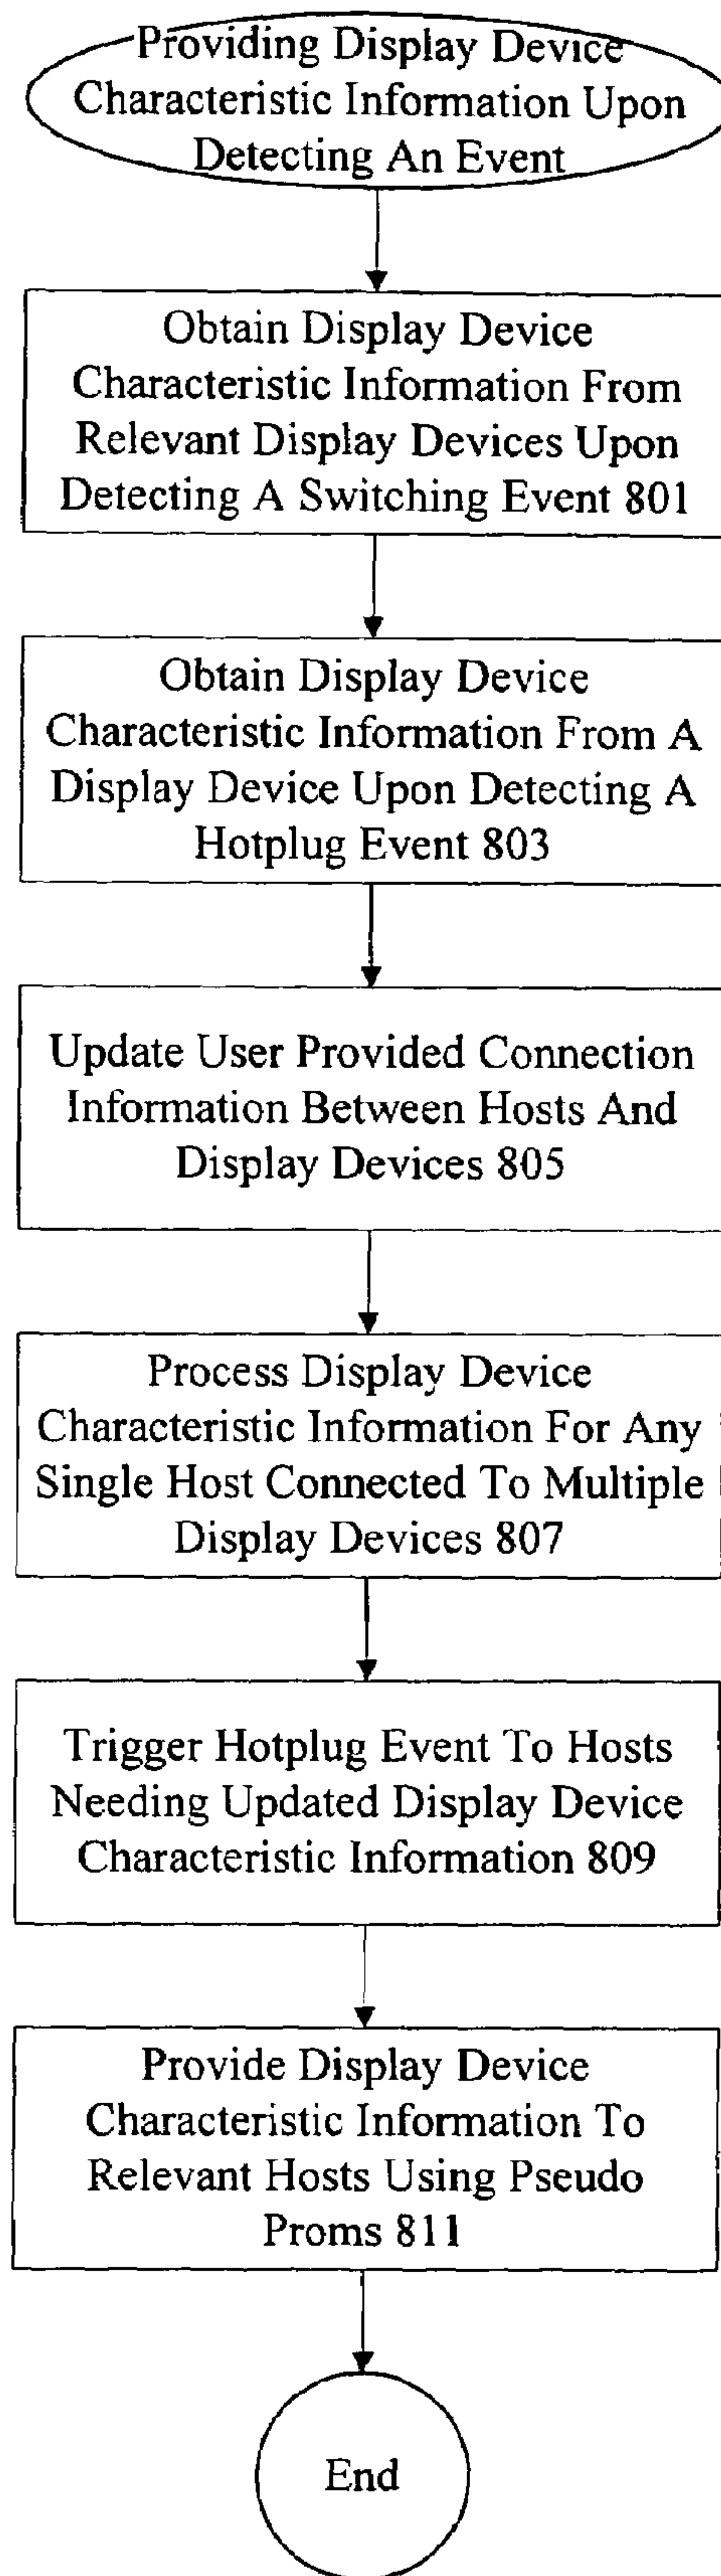 Providing Display Device
Characteristic Information Upon
Detecting An Event
Obtain Display Device
Characteristic Information From
Relevant Display Devices Upon
Detecting A Switching Event 801
Obtain Display Device
Characteristic Information From A
Display Device Upon Detecting A
Hotplug Event 803
Update User Provided Connection
Information Between Hosts And
Display Devices 805
Process Display Device
Characteristic Information For Any
Single Host Connected To Multiple
Display Devices 807
Trigger Hotplug Event To Hosts
Needing Updated Display Device
Characteristic Information 809
Provide Display Device
Characteristic Information To
Relevant Hosts Using Pseudo
Proms 811
End